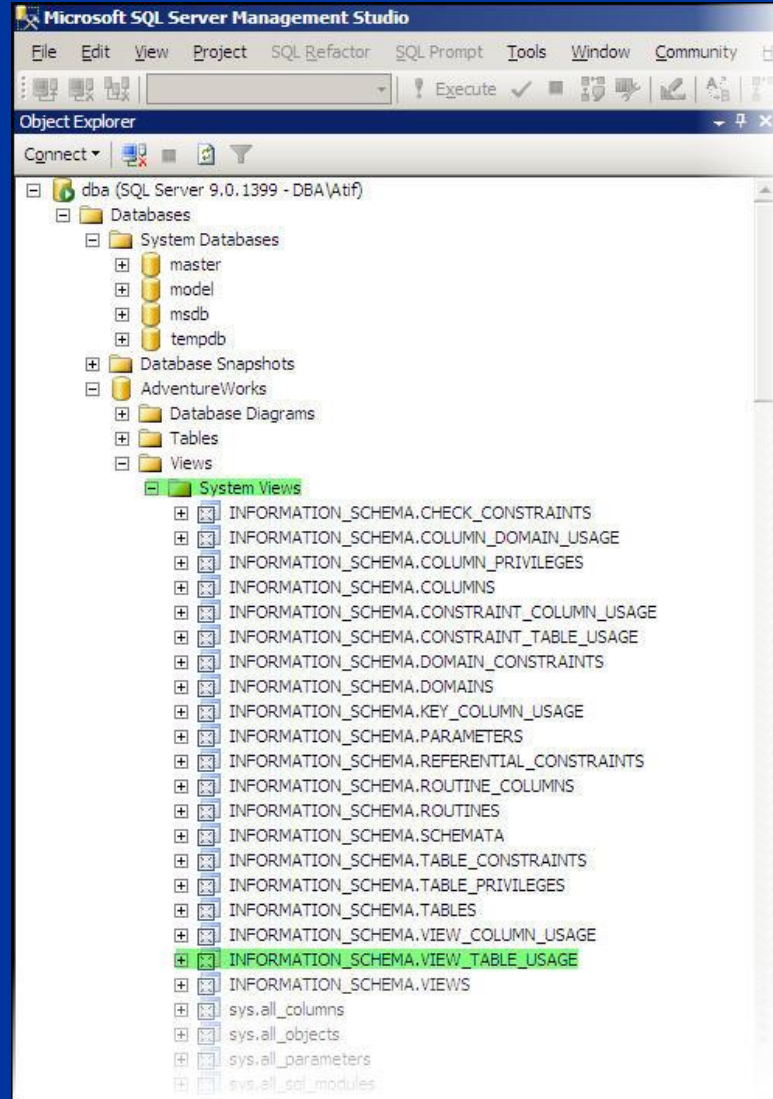 Microsoft SQL Server Management Studio
File Edit View Project SQL Refactor SQL Prompt Tools Window Community H
Execute
Object Explorer
Connect
dba (SQL Server 9.0.1399 - DBA\Atif)
Databases
System Databases
master
model
msdb
tempdb
Database Snapshots
AdventureWorks
Database Diagrams
Tables
Views
System Views
INFORMATION_SCHEMA.CHECK_CONSTRAINTS
INFORMATION_SCHEMA.COLUMN_DOMAIN_USAGE
INFORMATION_SCHEMA.COLUMN_PRIVILEGES
INFORMATION_SCHEMA.COLUMNS
INFORMATION_SCHEMA.CONSTRAINT_COLUMN_USAGE
INFORMATION_SCHEMA.CONSTRAINT_TABLE_USAGE
INFORMATION_SCHEMA.DOMAIN_CONSTRAINTS
INFORMATION_SCHEMA.DOMAINS
INFORMATION_SCHEMA.KEY_COLUMN_USAGE
INFORMATION_SCHEMA.PARAMETERS
INFORMATION_SCHEMA.REFERENTIAL_CONSTRAINTS
INFORMATION_SCHEMA.ROUTINE_COLUMNS
INFORMATION_SCHEMA.ROUTINES
INFORMATION_SCHEMA.SCHEMATA
INFORMATION_SCHEMA.TABLE_CONSTRAINTS
INFORMATION_SCHEMA.TABLE_PRIVILEGES
INFORMATION_SCHEMA.TABLES
INFORMATION_SCHEMA.VIEW_COLUMN_USAGE
INFORMATION_SCHEMA.VIEW_TABLE_USAGE
INFORMATION_SCHEMA.VIEWS
sys.all_columns
sys.all_objects
sys.all_parameters
sys.all_sql_modules